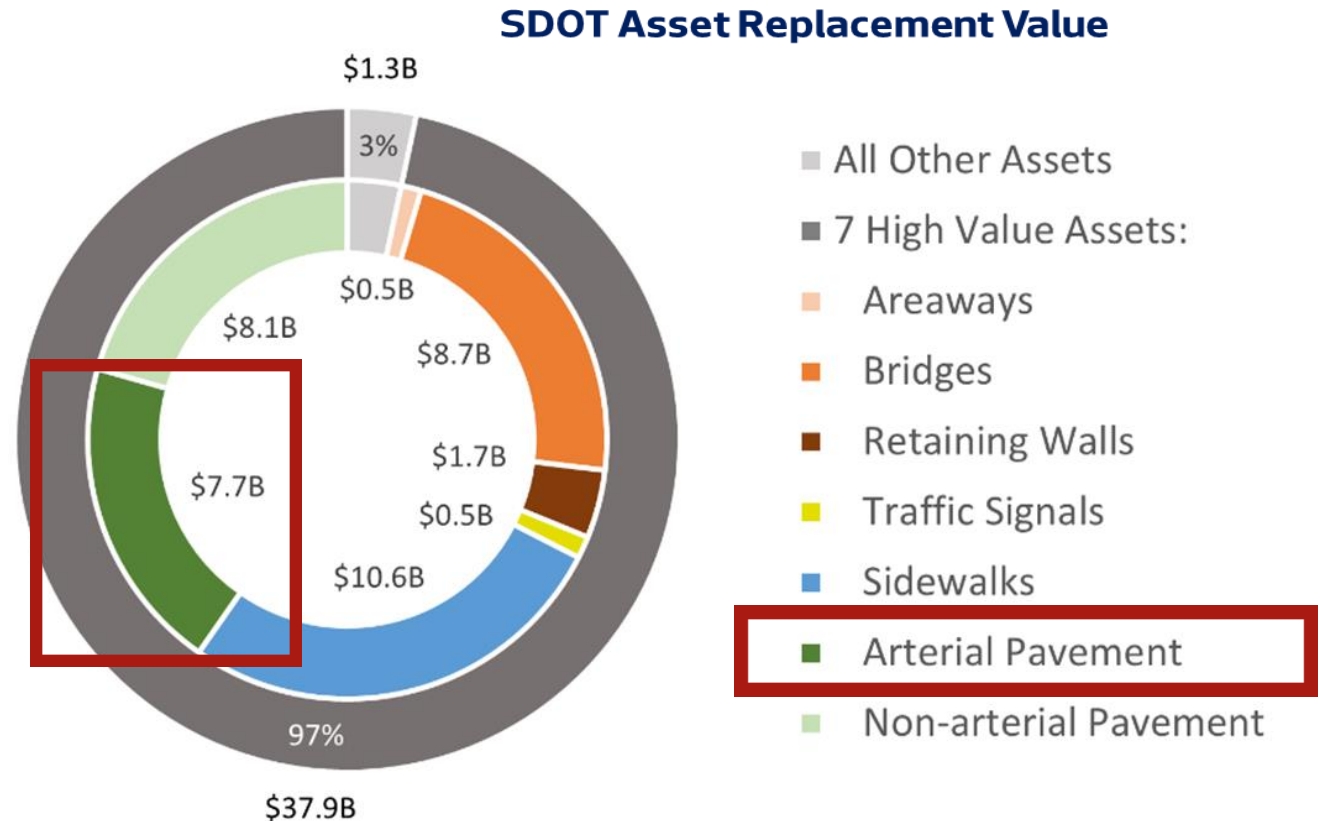 SDOT Asset Replacement Value
$1.3B
3%
$0.5B
$8.1B
$8.7B
$1.7B
$7.7B
$0.5B
$10.6B
97%
$37.9B
All Other Assets
7 High Value Assets:
Areaways
Bridges
Retaining Walls
Traffic Signals
Sidewalks
Arterial Pavement
Non-arterial Pavement